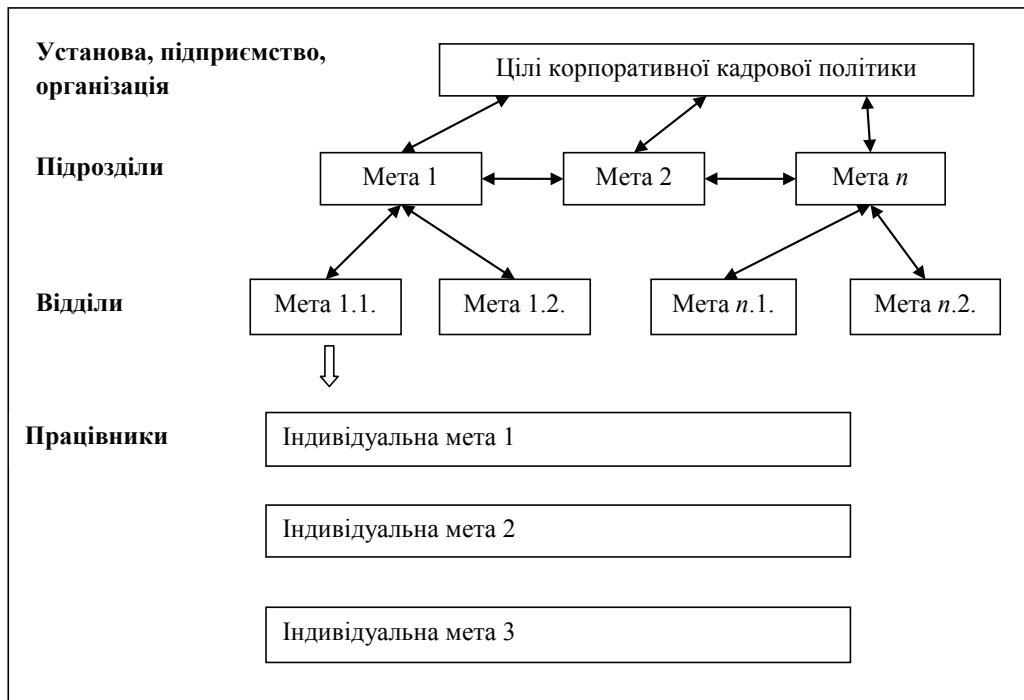 Установа, підприємство,
організація
Цілі корпоративної кадрової політики
Підрозділи
Мета 1
Мета 2
Мета n
Відділи
Мета 1.1.
Мета 1.2.
Мета n.1.
Мета n.2.
Працівники
Індивідуальна мета 1
Індивідуальна мета 2
Індивідуальна мета 3